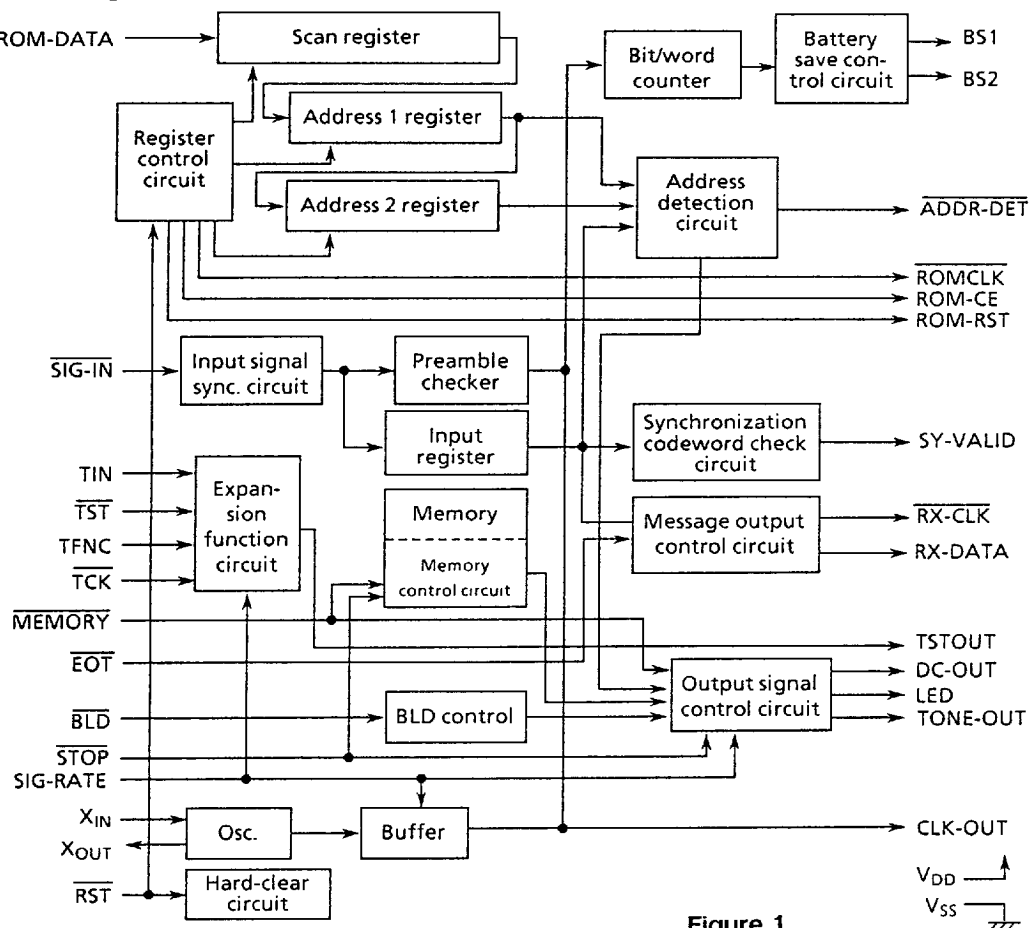 ROM-DATA
Scan register
Bit/word
counter
Battery
save con-
trol circuit
BS1
BS2
Register
control
circuit
Address 1 register
Address 2 register
Address
detection
circuit
ADDR-DET
ROMCLK
ROM-CE
ROM-RST
SIG-IN
Input signal
sync. circuit
Preamble
checker
Input
register
Synchronization
codeword check
circuit
SY-VALID
TIN
TST
TFNC
TCK
Expan-
sion
function
circuit
Memory
Memory
control circuit
Message output
control circuit
RX-CLK
RX-DATA
MEMORY
EOT
TSTOUT
BLD
BLD control
Output signal
control circuit
DC-OUT
LED
TONE-OUT
STOP
SIG-RATE
XIN
XOUT
Osc.
Buffer
CLK-OUT
RST
Hard-clear
circuit
VDD
VSS
Figure 1